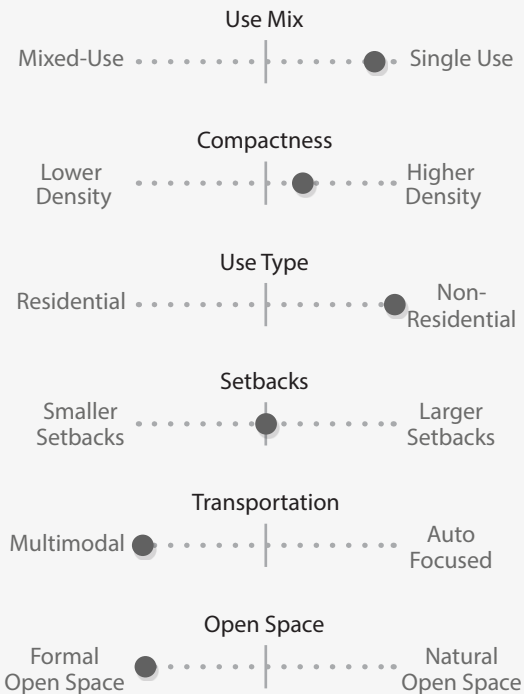 Use Mix
Mixed-Use
Single Use
Compactness
Lower
Density
Higher
Density
Use Type
Residential
Non-
Residential
Setbacks
Smaller
Setbacks
Larger
Setbacks
Transportation
Multimodal
Auto
Focused
Open Space
Formal
Open Space
Natural
Open Space